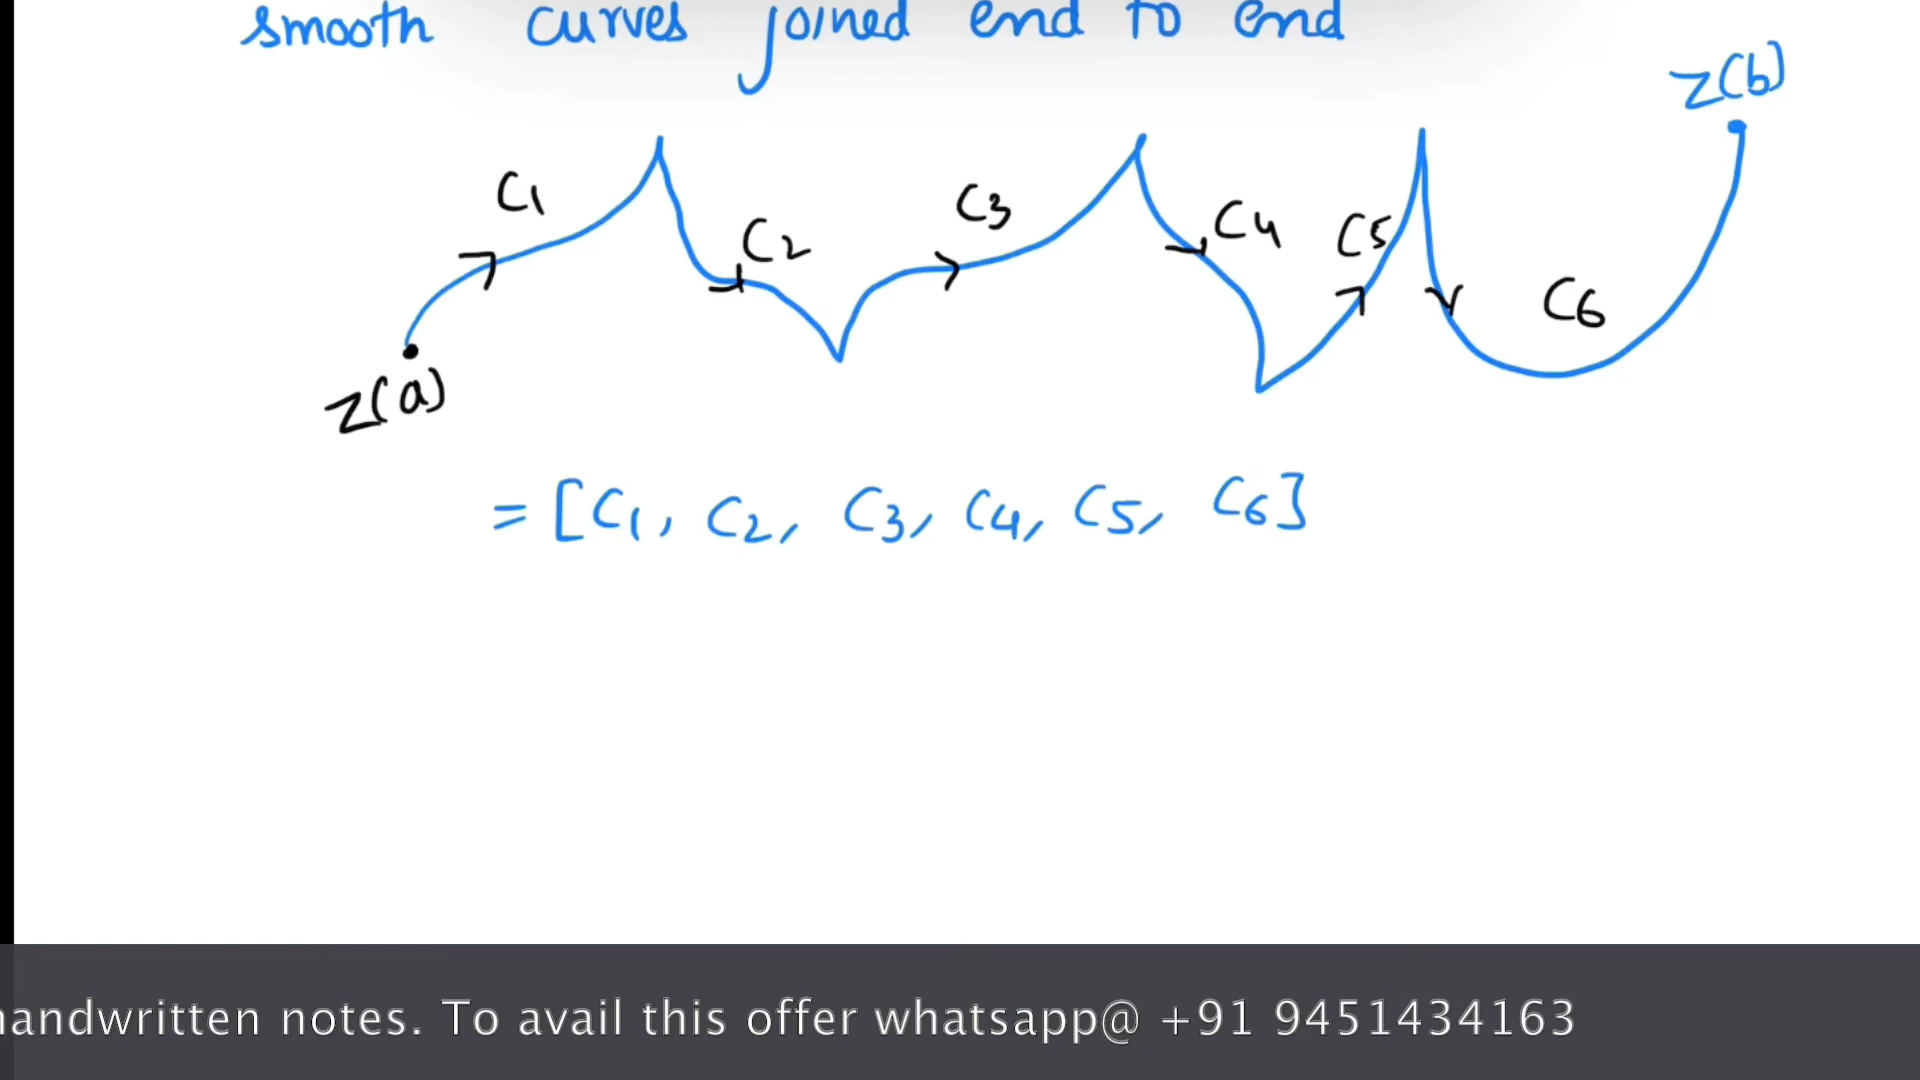 smooth curves joined end to end
z(b)
C1 C2 C3 C4 C5 C6
z(a)
= [C1, C2, C3, C4, C5, C6]
handwritten notes. To avail this offer whatsapp@ +91 9451434163